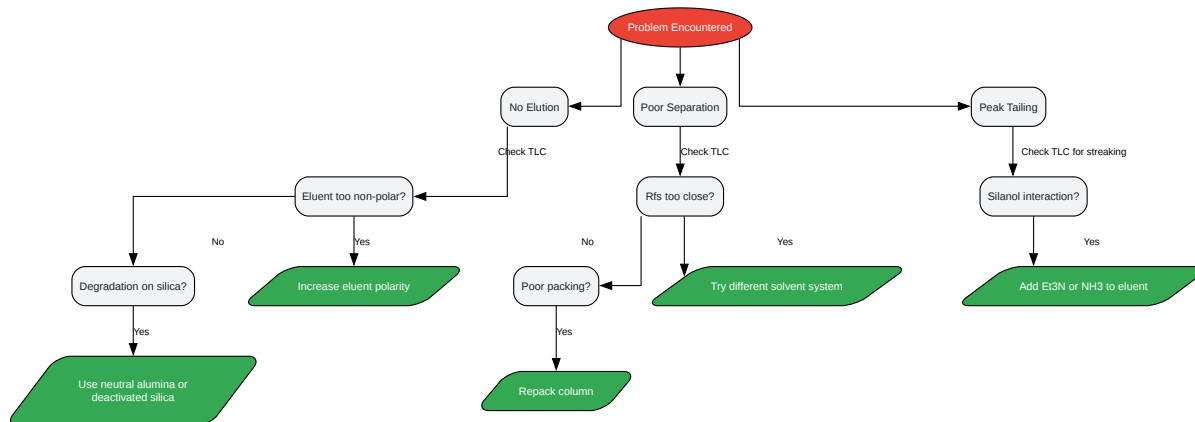 Problem Encountered
No Elution
Poor Separation
Peak Tailing
Check TLC
Check TLC
Check TLC for streaking
Eluent too non-polar?
Rfs too close?
Silanol interaction?
No
Yes
No
Yes
Yes
Degradation on silica?
Increase eluent polarity
Poor packing?
Try different solvent system
Add Et3N or NH3 to eluent
Yes
Yes
Use neutral alumina or
deactivated silica
Repack column